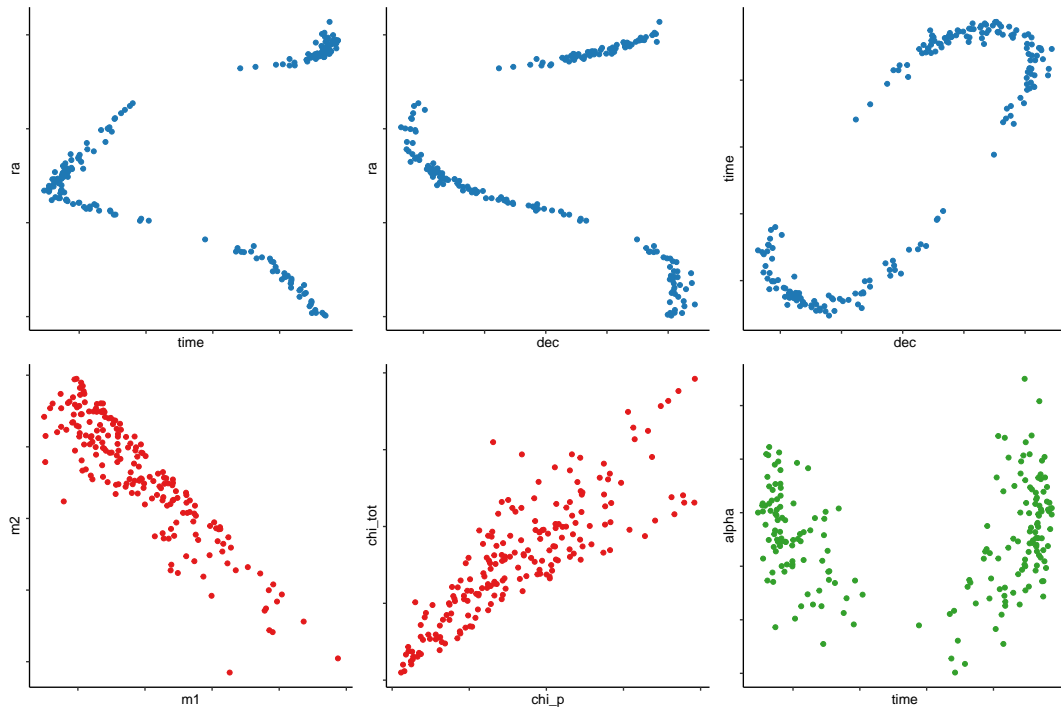 ra
time
ra
dec
time
dec
m2
m1
chi_tot
chi_p
alpha
time